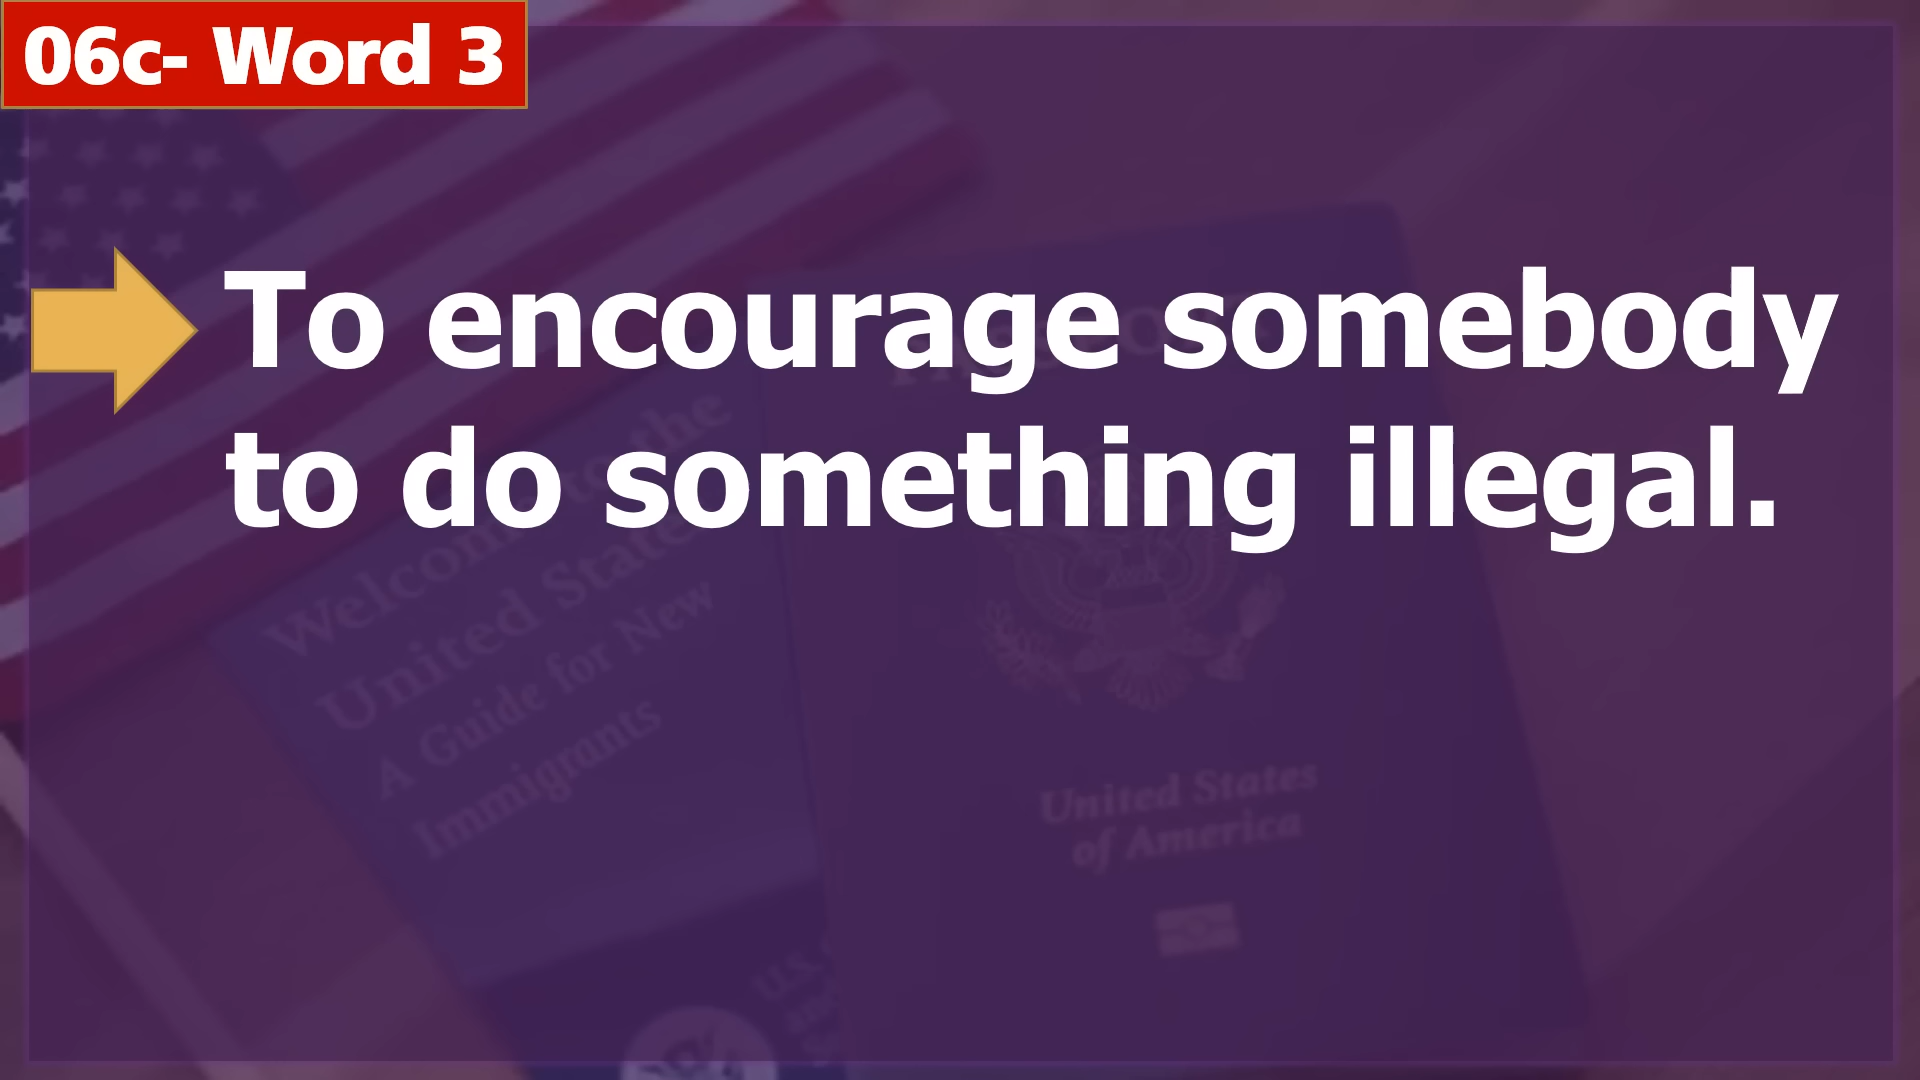 06c- Word 3
To encourage somebody
to do something illegal.
Welcome to the
United States
A Guide for New
Immigrants
United States
of America